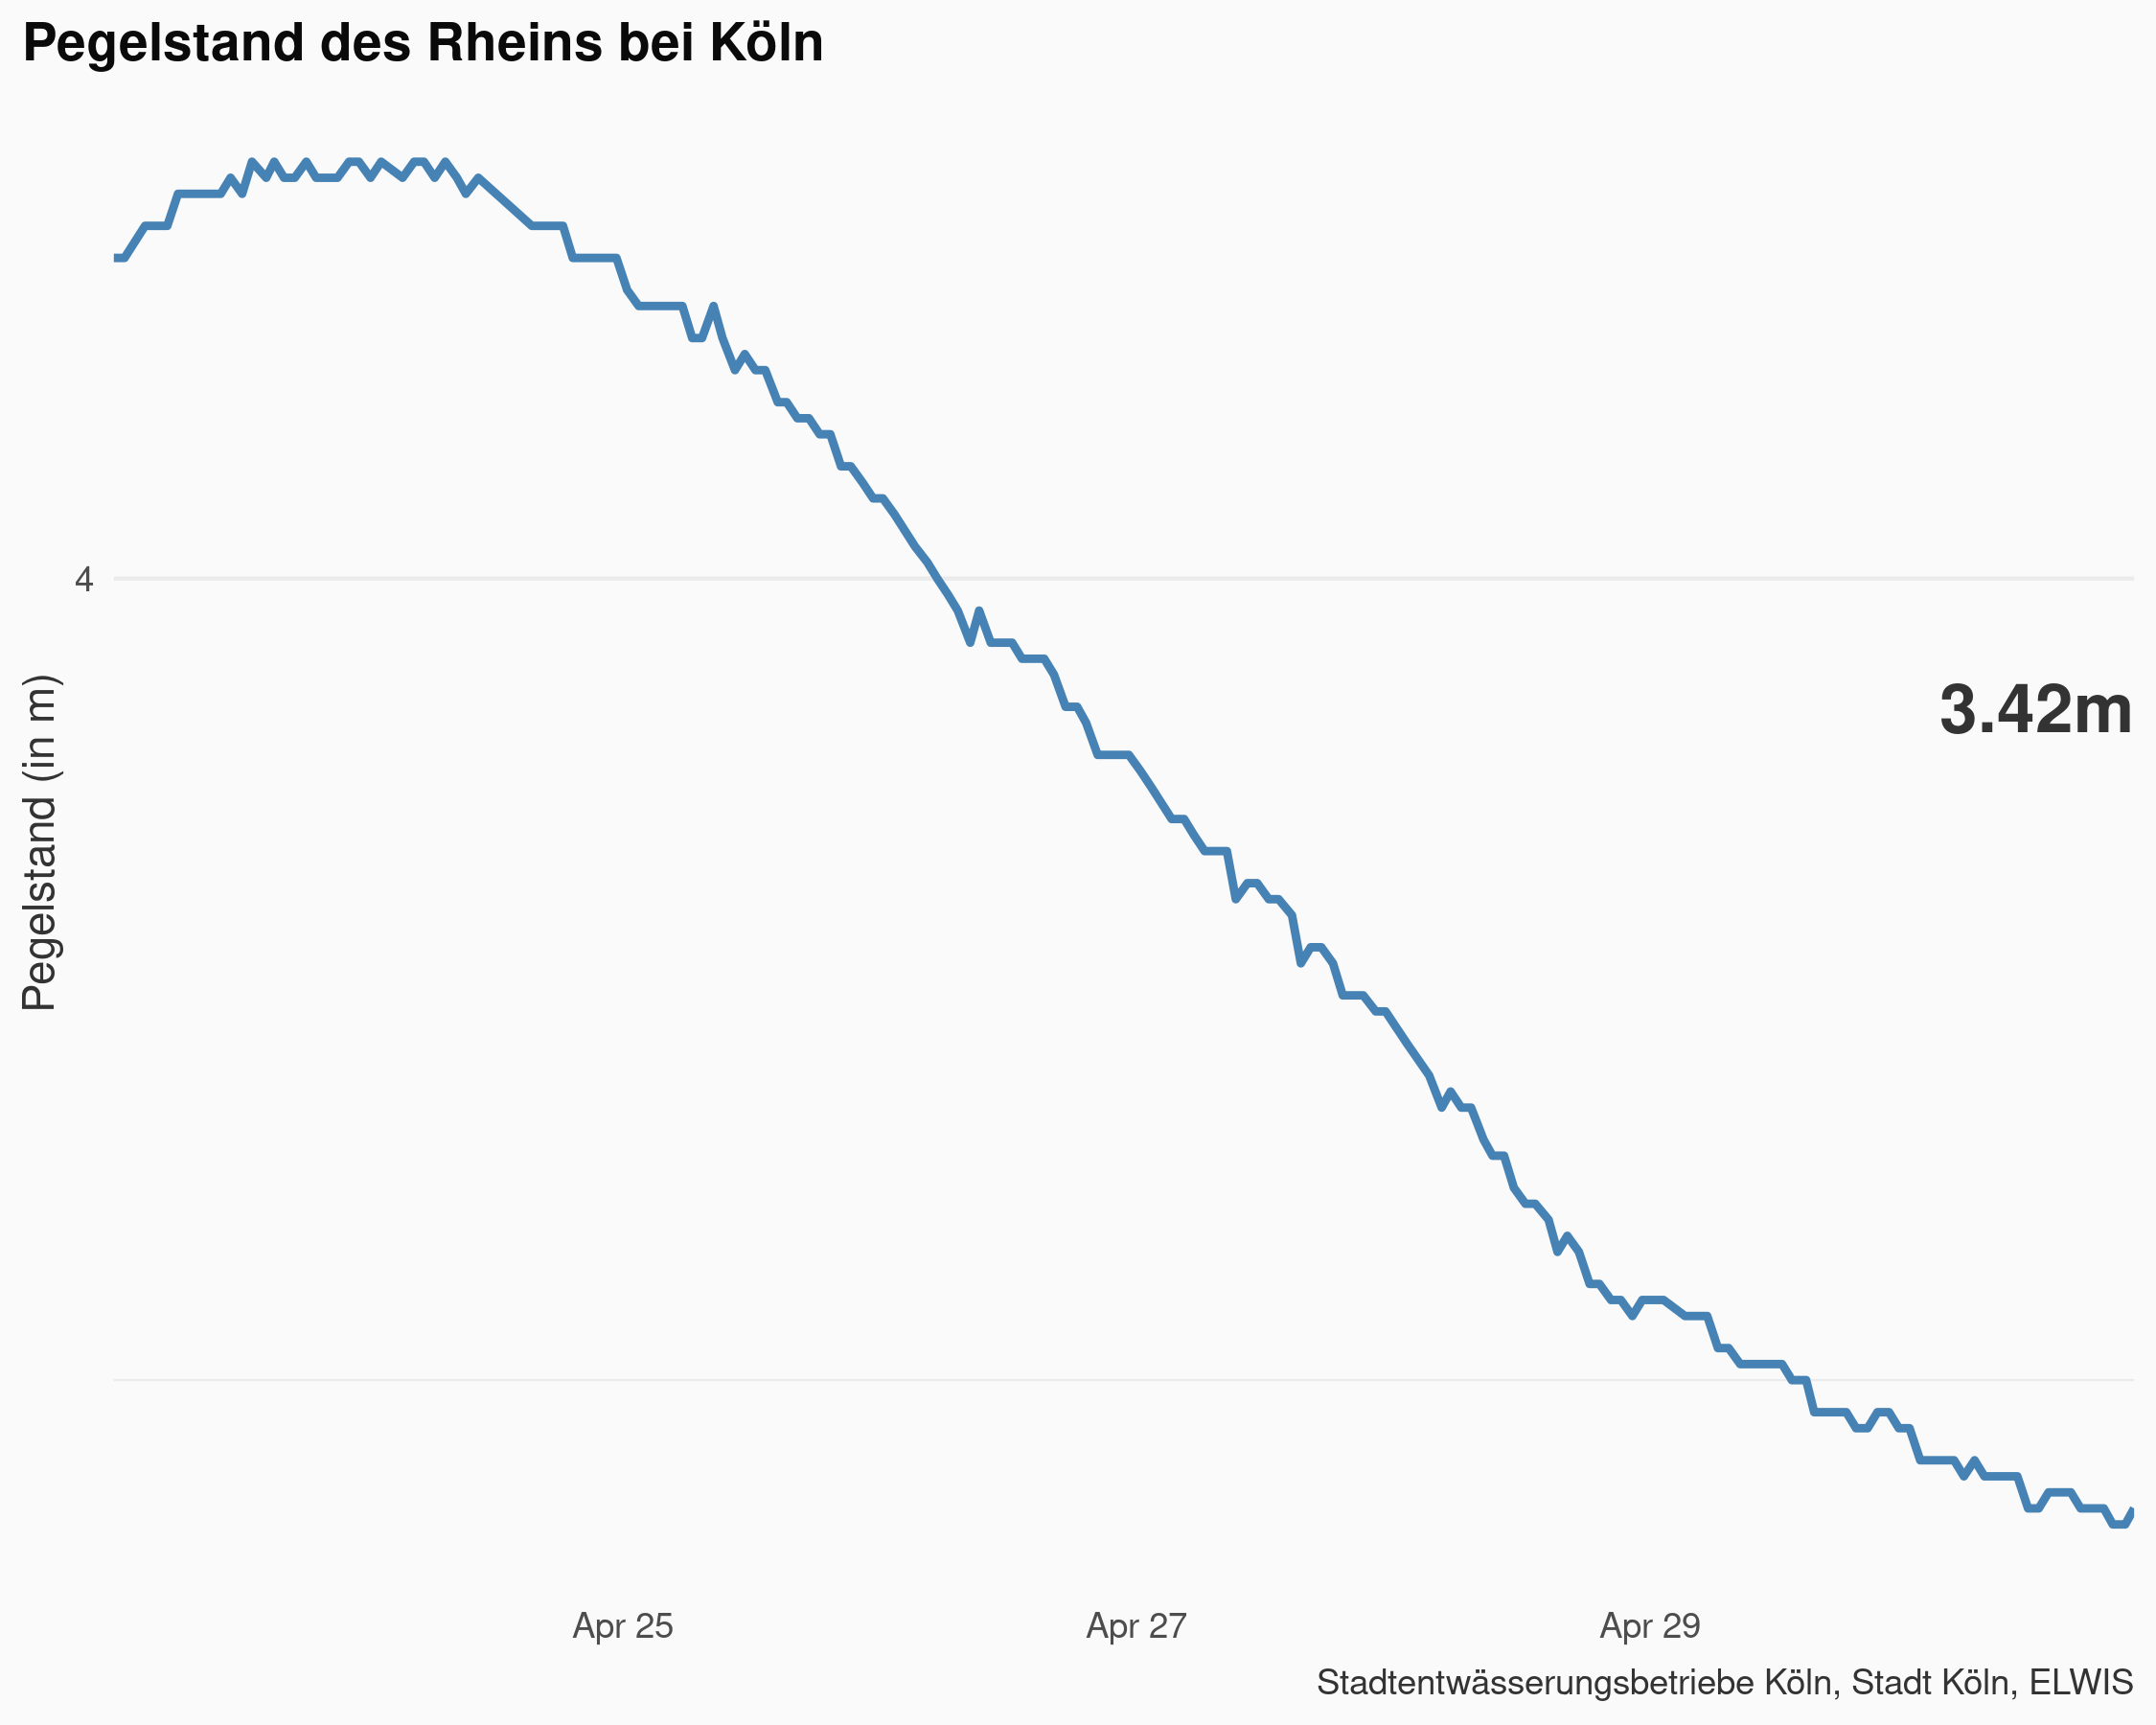 Pegelstand des Rheins bei Köln
4
Pegelstand (in m)
3.42m
Apr 25
Apr 27
Apr 29
Stadtentwässerungsbetriebe Köln, Stadt Köln, ELWIS